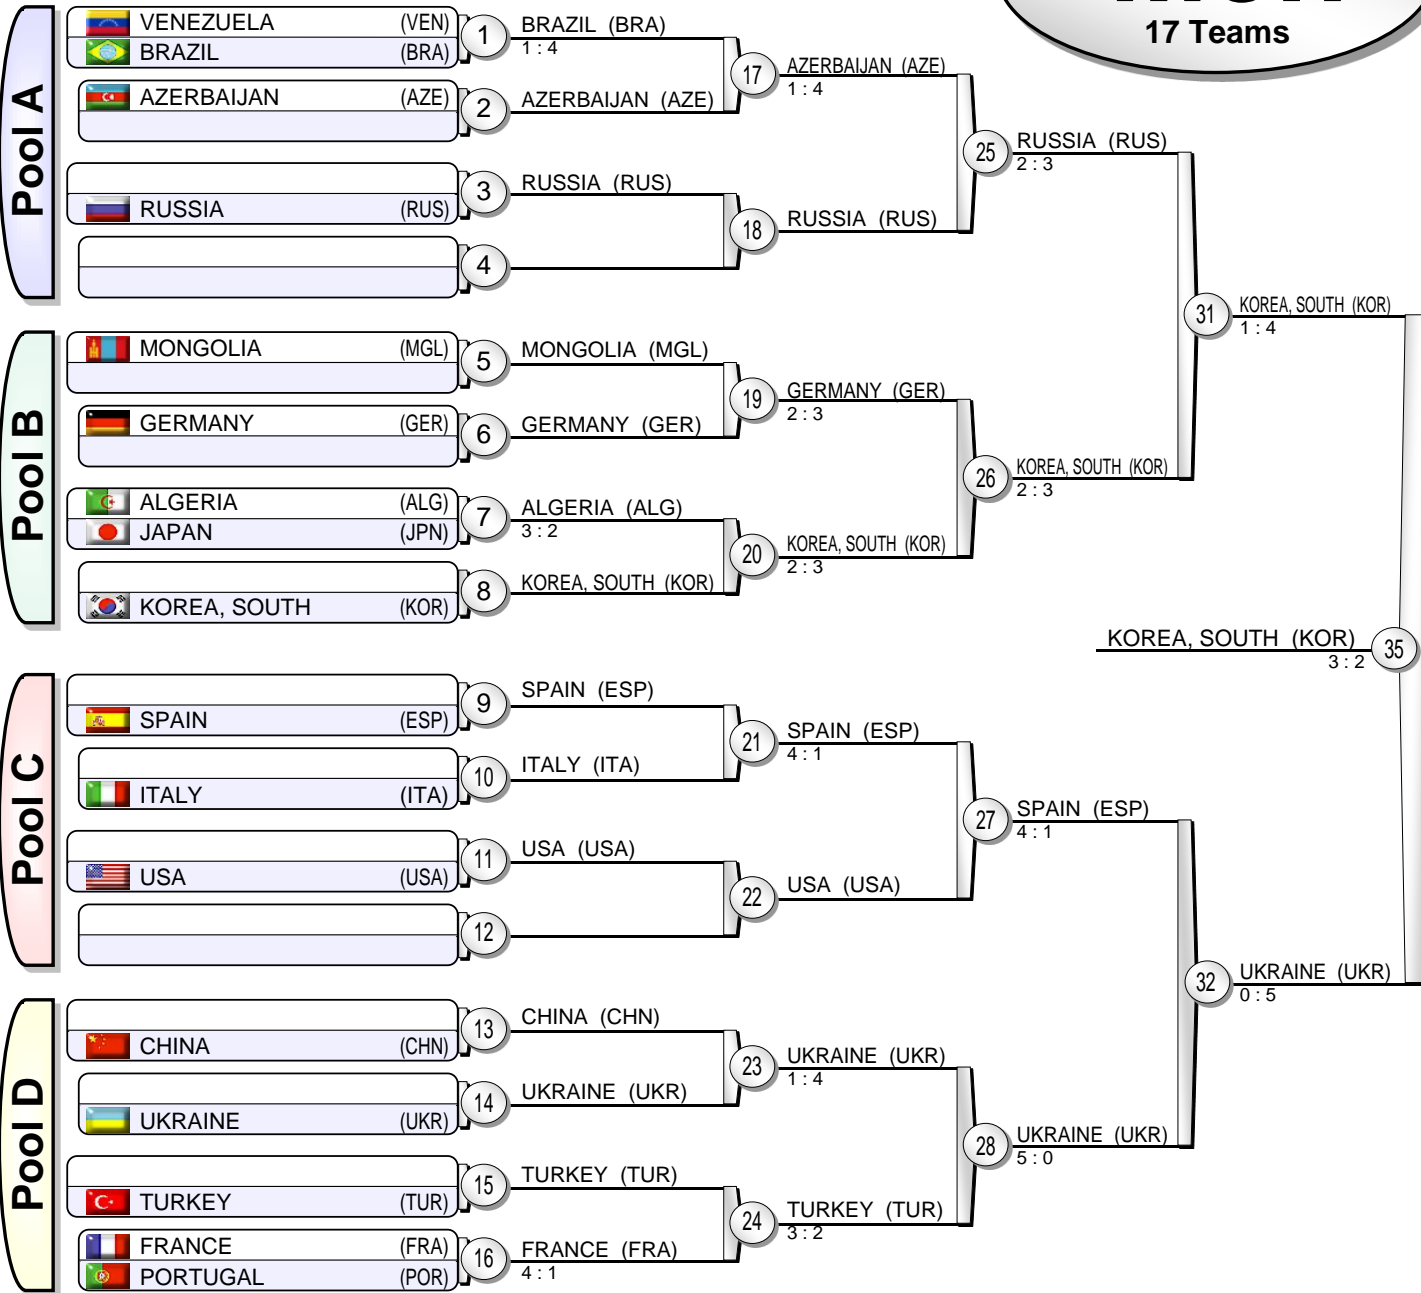 17 Teams
Pool A
VENEZUELA (VEN)
BRAZIL (BRA)
1
BRAZIL (BRA)
1 : 4
AZERBAIJAN (AZE)
2
AZERBAIJAN (AZE)
17
AZERBAIJAN (AZE)
1 : 4
RUSSIA (RUS)
3
RUSSIA (RUS)
4
18
RUSSIA (RUS)
25
RUSSIA (RUS)
2 : 3
Pool B
MONGOLIA (MGL)
5
MONGOLIA (MGL)
GERMANY (GER)
6
GERMANY (GER)
19
GERMANY (GER)
2 : 3
ALGERIA (ALG)
JAPAN (JPN)
7
ALGERIA (ALG)
3 : 2
KOREA, SOUTH (KOR)
8
KOREA, SOUTH (KOR)
20
KOREA, SOUTH (KOR)
2 : 3
26
KOREA, SOUTH (KOR)
2 : 3
31
KOREA, SOUTH (KOR)
1 : 4
KOREA, SOUTH (KOR)
3 : 2
35
Pool C
SPAIN (ESP)
9
SPAIN (ESP)
ITALY (ITA)
10
ITALY (ITA)
21
SPAIN (ESP)
4 : 1
USA (USA)
11
USA (USA)
12
22
USA (USA)
27
SPAIN (ESP)
4 : 1
Pool D
CHINA (CHN)
13
CHINA (CHN)
UKRAINE (UKR)
14
UKRAINE (UKR)
23
UKRAINE (UKR)
1 : 4
TURKEY (TUR)
15
TURKEY (TUR)
FRANCE (FRA)
PORTUGAL (POR)
16
FRANCE (FRA)
4 : 1
24
TURKEY (TUR)
3 : 2
28
UKRAINE (UKR)
5 : 0
32
UKRAINE (UKR)
0 : 5